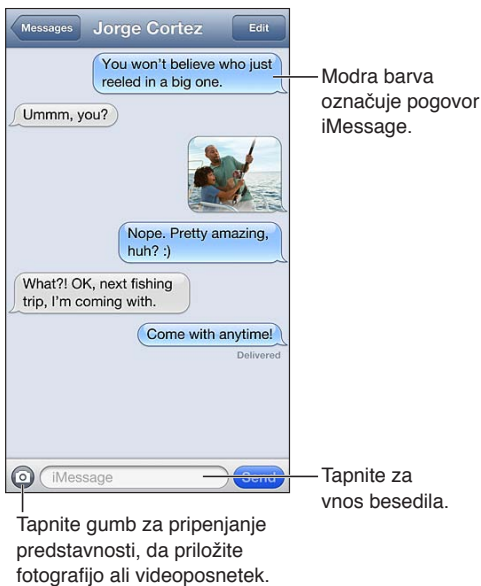 Messages
Jorge Cortez
Edit
You won't believe who just
reeled in a big one.
Modra barva
označuje pogovor
iMessage.
Ummm, you?
Nope. Pretty amazing,
huh? :)
What?! OK, next fishing
trip, I'm coming with.
Come with anytime!
Delivered
iMessage
Send
Tapnite za
vnos besedila.
Tapnite gumb za pripenjanje
predstavnosti, da priložite
fotografijo ali videoposnetek.